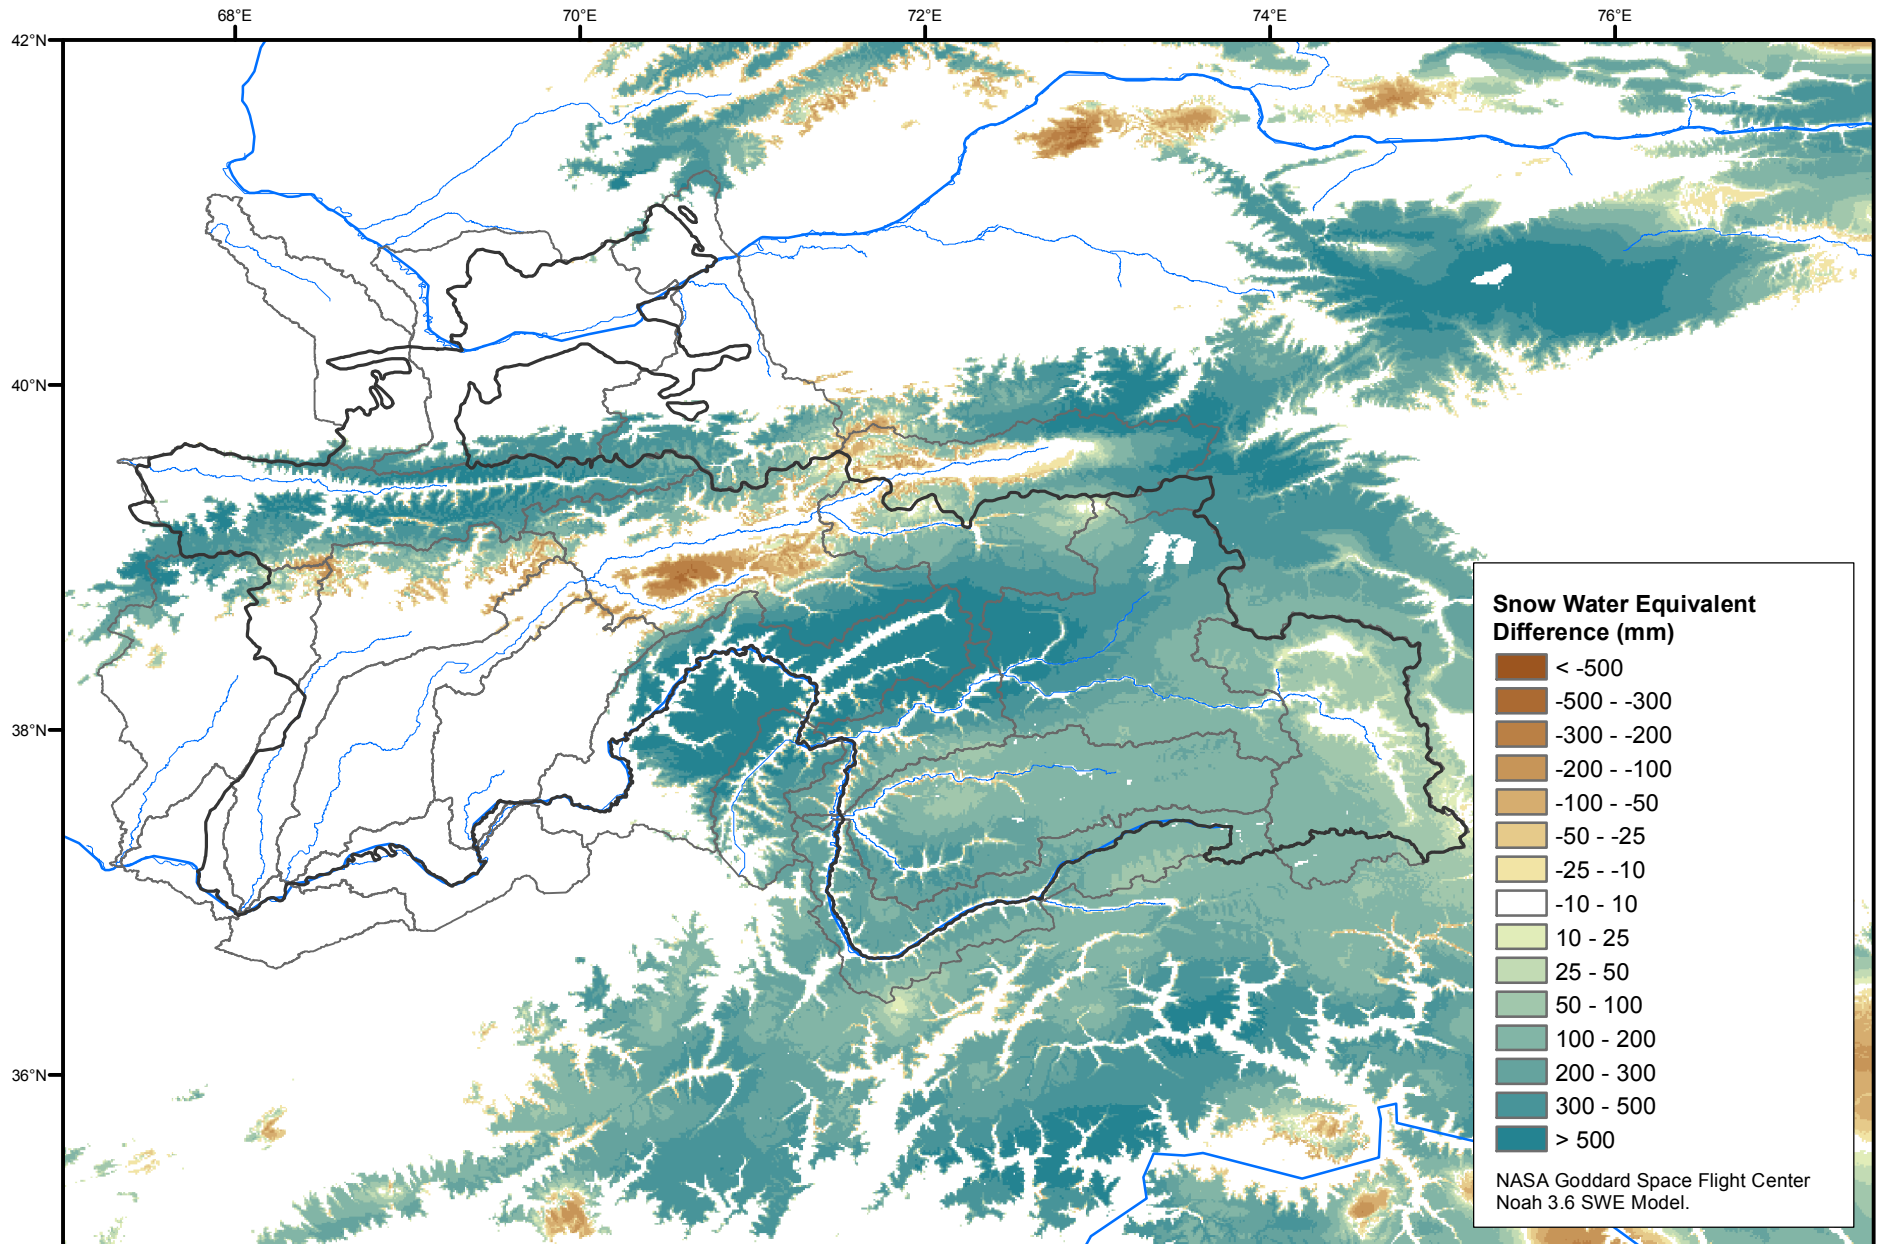 68°E
70°E
72°E
74°E
76°E
42°N
40°N
38°N
36°N
Snow Water Equivalent
Difference (mm)
< -500
-500 - -300
-300 - -200
-200 - -100
-100 - -50
-50 - -25
-25 - -10
-10 - 10
10 - 25
25 - 50
50 - 100
100 - 200
200 - 300
300 - 500
> 500
NASA Goddard Space Flight Center
Noah 3.6 SWE Model.